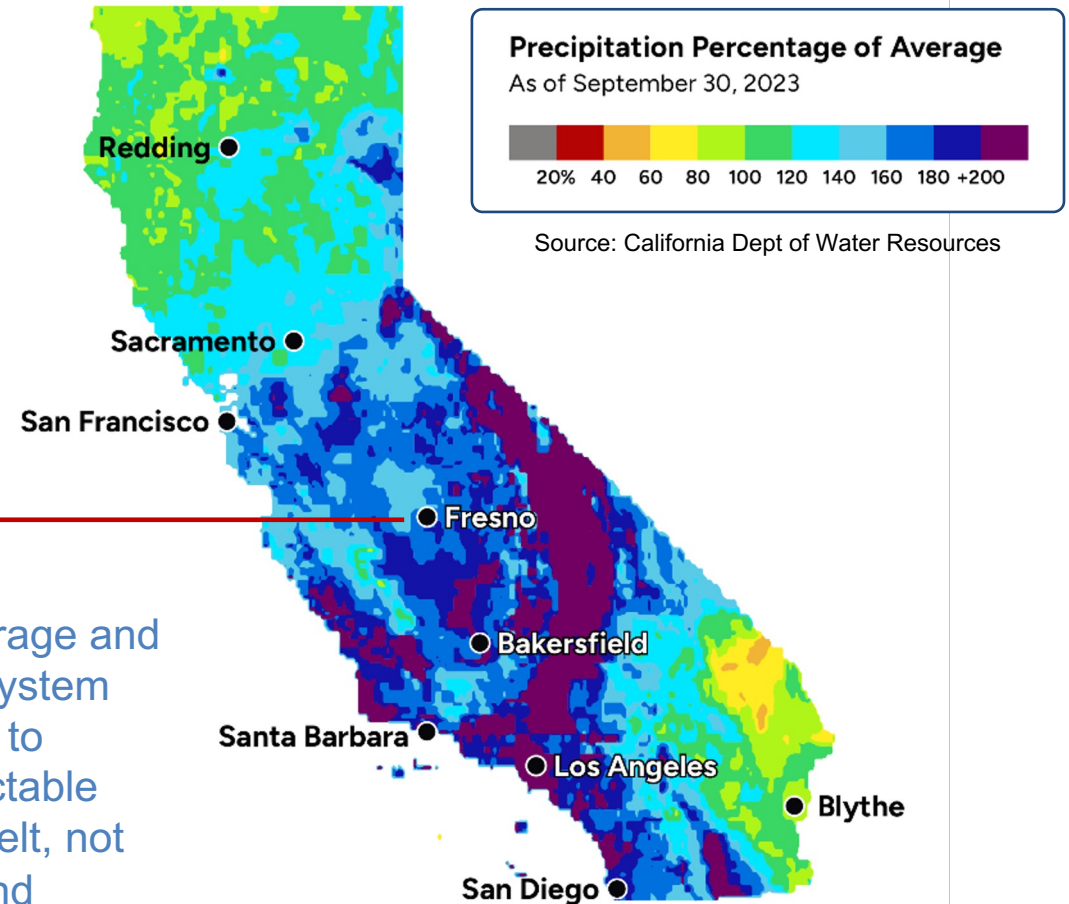 Precipitation Percentage of Average
As of September 30, 2023
20% 40 60 80 100 120 140 160 180 +200
Source: California Dept of Water Resources
Redding
Sacramento
San Francisco
Fresno
Bakersfield
Santa Barbara
Los Angeles
Blythe
San Diego
rage and
ystem
to
ctable
elt, not
nd